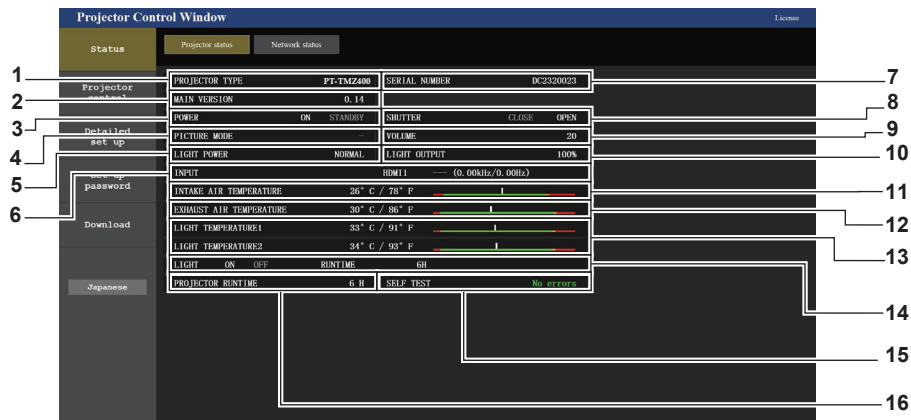 Projector Control Window
License
Status
Projector status
Network status
Projector
control
Detailed
set up
Set up
password
Download
Japanese
PROJECTOR TYPE PT-TMZ400
SERIAL NUMBER DC2320023
MAIN VERSION 0.14
POWER ON STANDBY
SHUTTER CLOSE OPEN
PICTURE MODE –
VOLUME 20
LIGHT POWER NORMAL
LIGHT OUTPUT 100%
INPUT HDMI1 –– (0.00kHz/0.00Hz)
INTAKE AIR TEMPERATURE 26° C / 78° F
EXHAUST AIR TEMPERATURE 30° C / 86° F
LIGHT TEMPERATURE1 33° C / 91° F
LIGHT TEMPERATURE2 34° C / 93° F
LIGHT ON OFF RUNTIME 6H
PROJECTOR RUNTIME 6 H
SELF TEST No errors
1
2
3
4
5
6
7
8
9
10
11
12
13
14
15
16